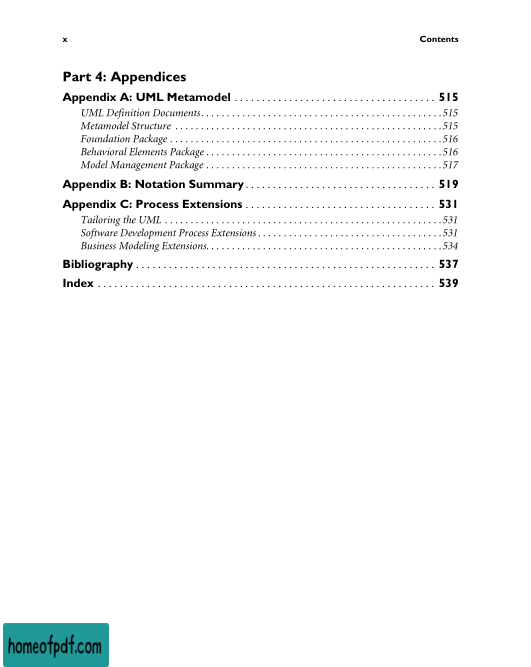 x Contents
Part 4: Appendices
Appendix A: UML Metamodel . . . . . . . . . . . . . . . . . . . . . . . . . . . . . . . . . . . . . 515
UML Definition Documents. . . . . . . . . . . . . . . . . . . . . . . . . . . . . . . . . . . . . . . . . . .515
Metamodel Structure . . . . . . . . . . . . . . . . . . . . . . . . . . . . . . . . . . . . . . . . . . . . . . . .515
Foundation Package . . . . . . . . . . . . . . . . . . . . . . . . . . . . . . . . . . . . . . . . . . . . . . . . .516
Behavioral Elements Package . . . . . . . . . . . . . . . . . . . . . . . . . . . . . . . . . . . . . . . . . .516
Model Management Package . . . . . . . . . . . . . . . . . . . . . . . . . . . . . . . . . . . . . . . . . .517
Appendix B: Notation Summary . . . . . . . . . . . . . . . . . . . . . . . . . . . . . . . . . . . 519
Appendix C: Process Extensions . . . . . . . . . . . . . . . . . . . . . . . . . . . . . . . . . . . 531
Tailoring the UML . . . . . . . . . . . . . . . . . . . . . . . . . . . . . . . . . . . . . . . . . . . . . . . . . .531
Software Development Process Extensions . . . . . . . . . . . . . . . . . . . . . . . . . . . . . . . . .531
Business Modeling Extensions. . . . . . . . . . . . . . . . . . . . . . . . . . . . . . . . . . . . . . . . . .534
Bibliography . . . . . . . . . . . . . . . . . . . . . . . . . . . . . . . . . . . . . . . . . . . . . . . . . . . . . . . 537
Index . . . . . . . . . . . . . . . . . . . . . . . . . . . . . . . . . . . . . . . . . . . . . . . . . . . . . . . . . . . . . . 539
homeofpdf.com